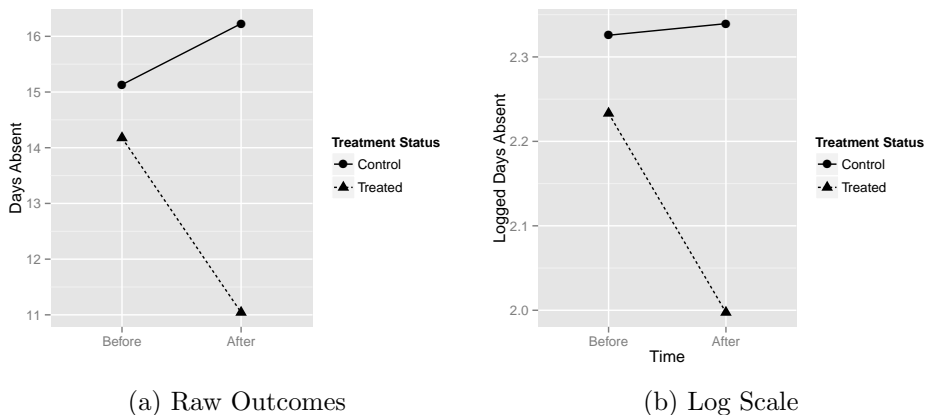 16
15
14
13
12
11
Days Absent
Before After
Treatment Status
Control
Treated
(a) Raw Outcomes
2.3
2.2
2.1
2.0
Logged Days Absent
Before After
Time
Treatment Status
Control
Treated
(b) Log Scale